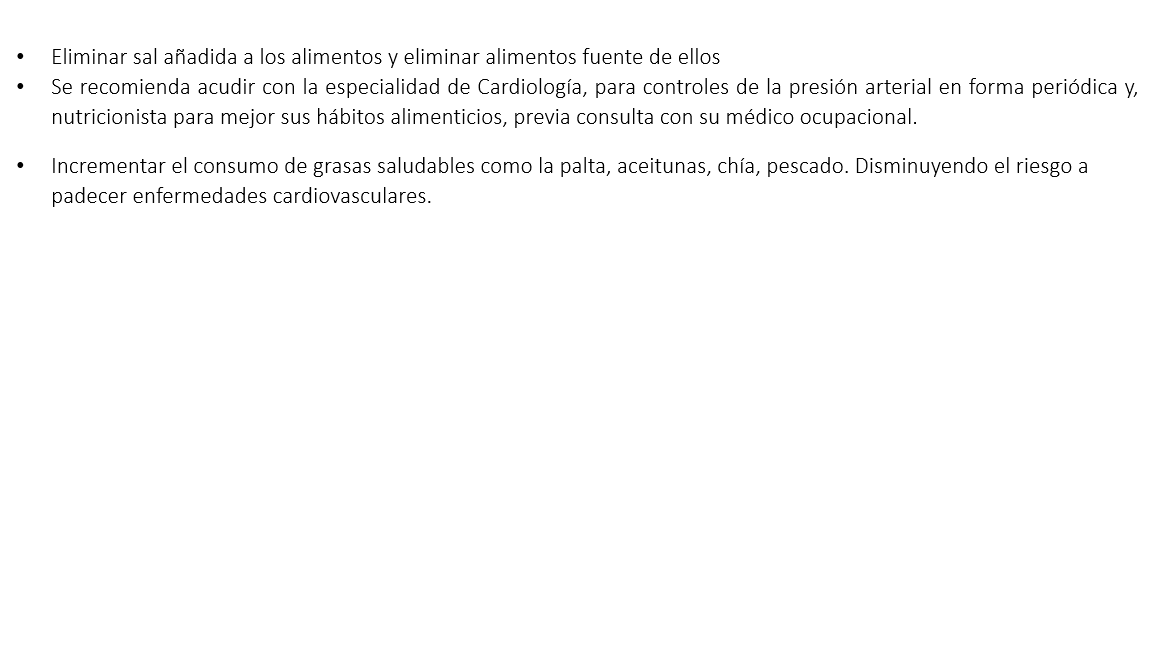 • Eliminar sal añadida a los alimentos y eliminar alimentos fuente de ellos
• Se recomienda acudir con la especialidad de Cardiología, para controles de la presión arterial en forma periódica y,
nutricionista para mejor sus hábitos alimenticios, previa consulta con su médico ocupacional.
• Incrementar el consumo de grasas saludables como la palta, aceitunas, chía, pescado. Disminuyendo el riesgo a
padecer enfermedades cardiovasculares.